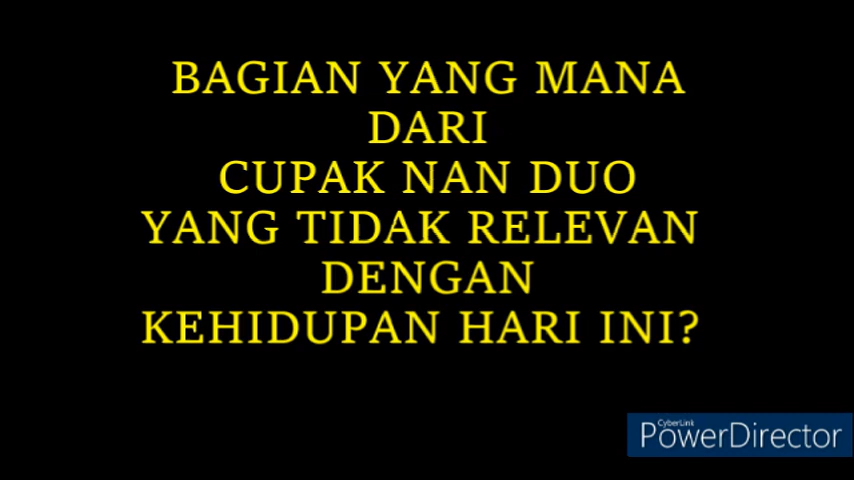 BAGIAN YANG MANA
DARI
CUPAK NAN DUO
YANG TIDAK RELEVAN
DENGAN
KEHIDUPAN HARI INI?
CyberLink
PowerDirector